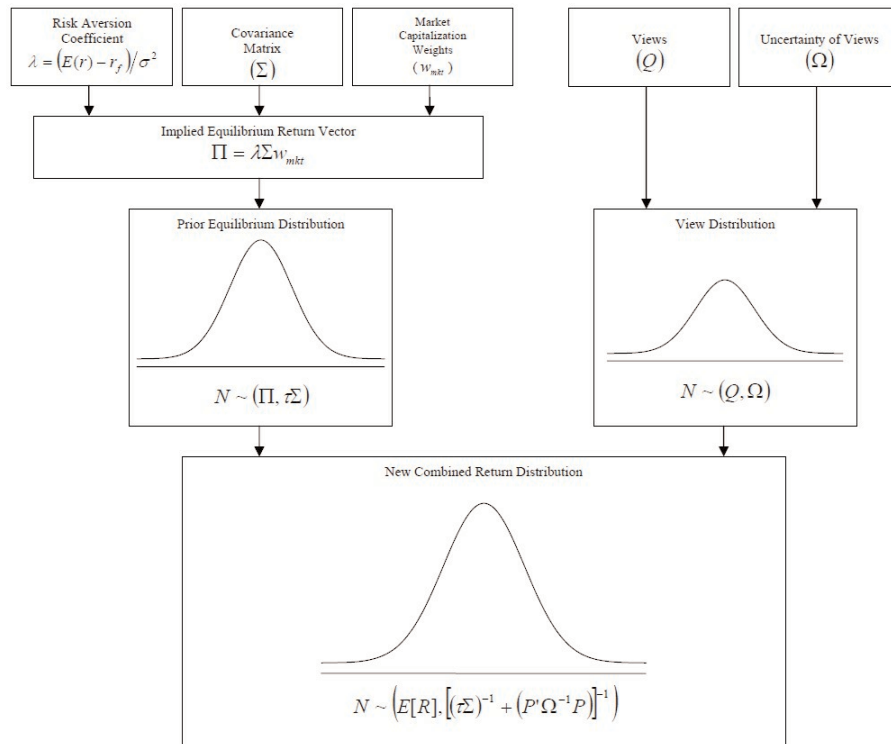 Risk Aversion
Coefficient
λ = (E(r) − r_f)/σ²
Covariance
Matrix
(Σ)
Market
Capitalization
Weights
(w_mkt)
Views
(Q)
Uncertainty of Views
(Ω)
Implied Equilibrium Return Vector
Π = λΣw_mkt
Prior Equilibrium Distribution
N ~ (Π, τΣ)
View Distribution
N ~ (Q, Ω)
New Combined Return Distribution
N ~ (E[R], [(τΣ)⁻¹ + (P'Ω⁻¹P)]⁻¹)